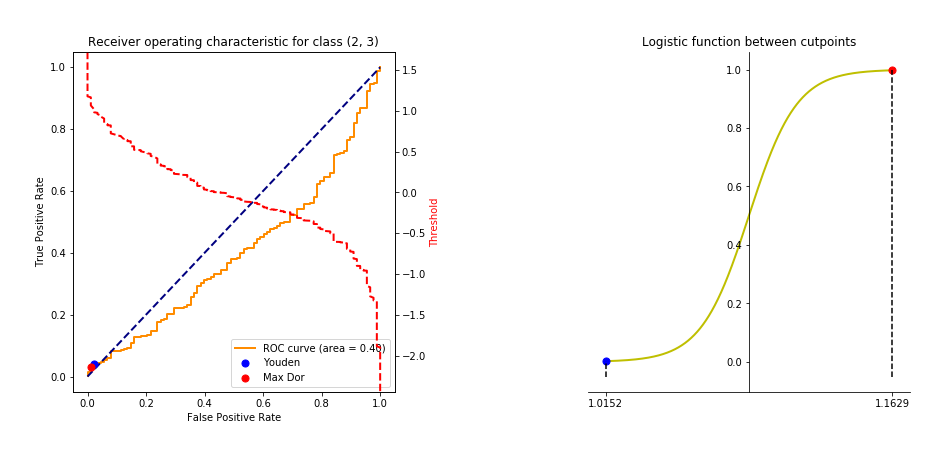 Receiver operating characteristic for class (2, 3)
1.0
0.8
0.6
0.4
0.2
0.0
True Positive Rate
0.0 0.2 0.4 0.6 0.8 1.0
False Positive Rate
1.5
1.0
0.5
0.0
−0.5
−1.0
−1.5
−2.0
Threshold
ROC curve (area = 0.40)
Youden
Max Dor
Logistic function between cutpoints
1.0
0.8
0.6
0.4
0.2
0.0
1.0152 1.1629